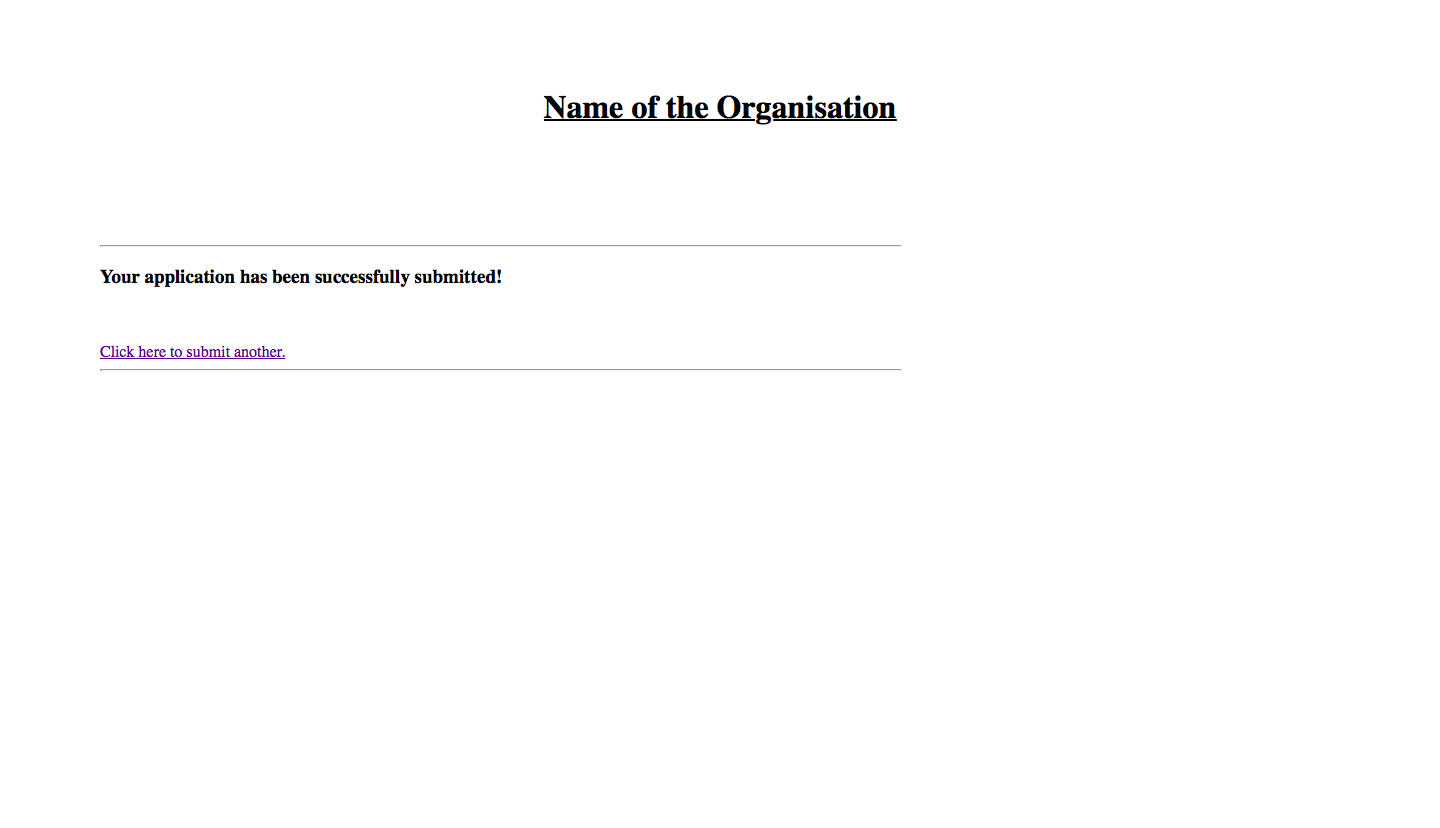 Name of the Organisation
Your application has been successfully submitted!
Click here to submit another.